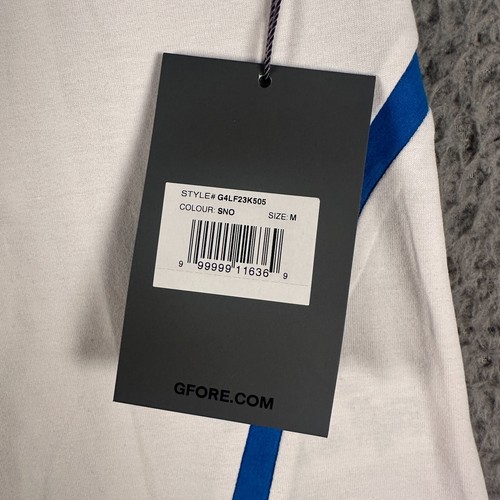 STYLE# G4LF23K505
COLOUR: SNO SIZE: M
9 99999 11636 9
GFORE.COM